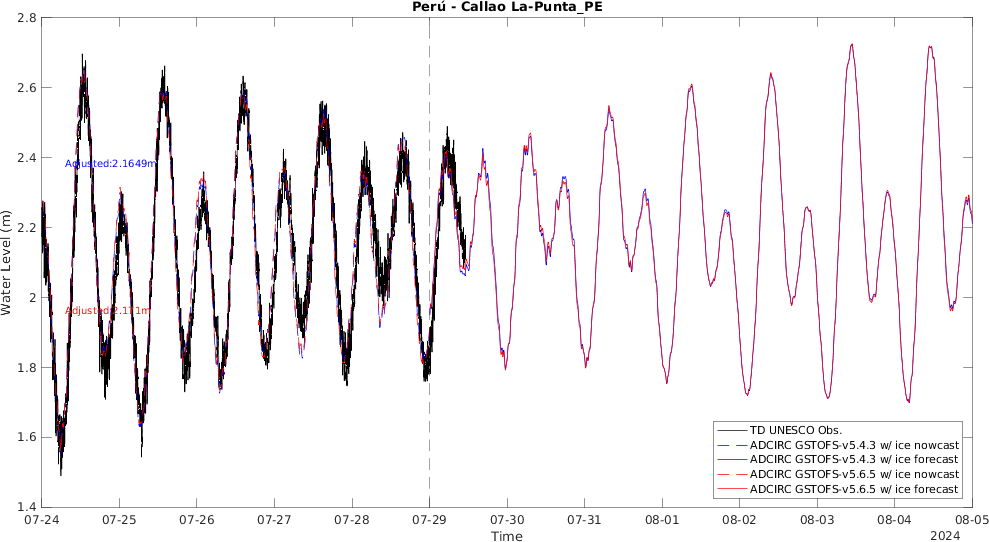 Perú - Callao La-Punta_PE
2.8
2.6
2.4
2.2
2
1.8
1.6
1.4
Water Level (m)
Adjusted:2.1649m
Adjusted:2.171m
TD UNESCO Obs.
ADCIRC GSTOFS-v5.4.3 w/ ice nowcast
ADCIRC GSTOFS-v5.4.3 w/ ice forecast
ADCIRC GSTOFS-v5.6.5 w/ ice nowcast
ADCIRC GSTOFS-v5.6.5 w/ ice forecast
07-24 07-25 07-26 07-27 07-28 07-29 07-30 07-31 08-01 08-02 08-03 08-04 08-05
Time
2024